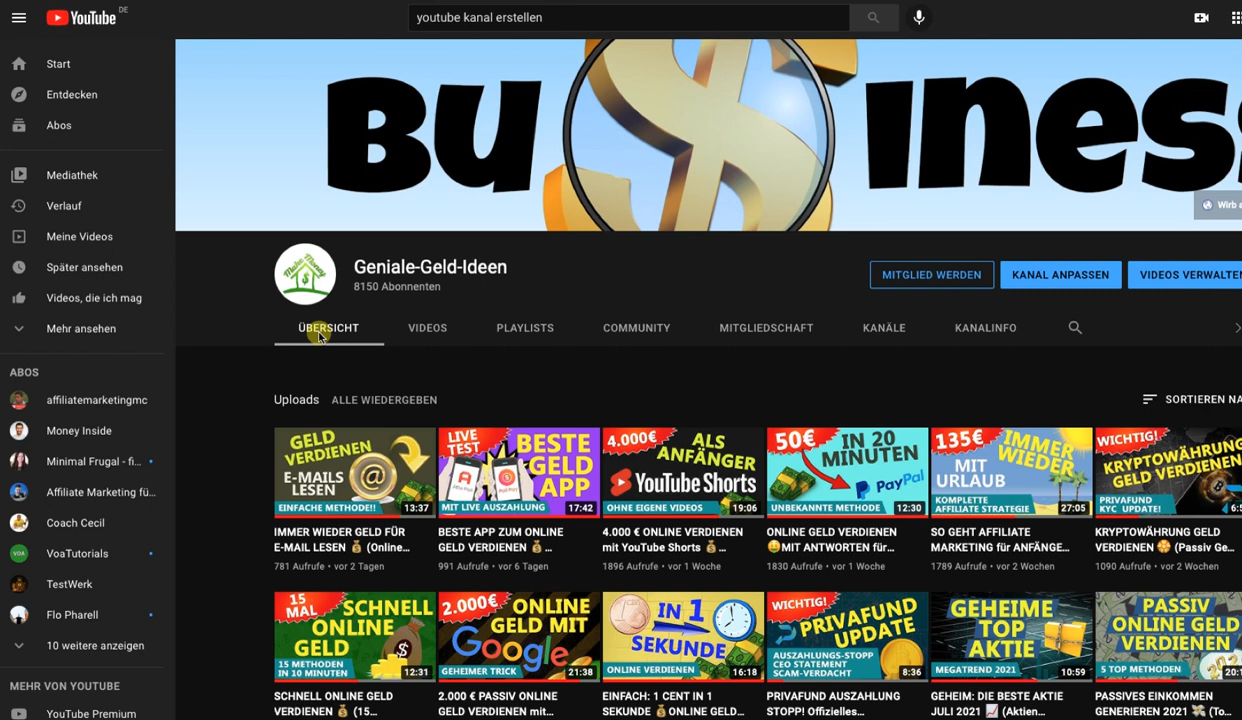 YouTube DE
youtube kanal erstellen
Start
Entdecken
Abos
Mediathek
Verlauf
Meine Videos
Später ansehen
Videos, die ich mag
Mehr ansehen
ABOS
affiliatemarketingmc
Money Inside
Minimal Frugal - fi...
Affiliate Marketing fü...
Coach Cecil
VoaTutorials
TestWerk
Flo Pharell
10 weitere anzeigen
MEHR VON YOUTUBE
YouTube Premium
BU$iness
Wirb a
Geniale-Geld-Ideen
8150 Abonnenten
MITGLIED WERDEN
KANAL ANPASSEN
VIDEOS VERWALTEN
ÜBERSICHT VIDEOS PLAYLISTS COMMUNITY MITGLIEDSCHAFT KANÄLE KANALINFO
Uploads ALLE WIEDERGEBEN
SORTIEREN NA
GELD
VERDIENEN
E-MAILS
LESEN
EINFACHE METHODE!!
13:37
IMMER WIEDER GELD FÜR
E-MAIL LESEN 💰 (Online...
781 Aufrufe • vor 2 Tagen
LIVE
TEST
BESTE
GELD
APP
MIT LIVE AUSZAHLUNG
17:42
BESTE APP ZUM ONLINE
GELD VERDIENEN 💰...
991 Aufrufe • vor 6 Tagen
4.000€
ALS
ANFÄNGER
YouTube Shorts
OHNE EIGENE VIDEOS
19:06
4.000 € ONLINE VERDIENEN
mit YouTube Shorts 💰...
1896 Aufrufe • vor 1 Woche
50€
IN 20
MINUTEN
PayPal
UNBEKANNTE METHODE
12:30
ONLINE GELD VERDIENEN
🤑MIT ANTWORTEN für...
1830 Aufrufe • vor 1 Woche
135€
IMMER
WIEDER
MIT
URLAUB
KOMPLETTE
AFFILIATE STRATEGIE
27:05
SO GEHT AFFILIATE
MARKETING für ANFÄNGE...
1789 Aufrufe • vor 2 Wochen
WICHTIG!
KRYPTOWÄHRUNG
GELD VERDIENEN
PRIVAFUND
KYC UPDATE!
KRYPTOWÄHRUNG GELD
VERDIENEN (Passiv Ge...
1090 Aufrufe • vor 2 Wochen
15
MAL
SCHNELL
ONLINE
GELD
15 METHODEN
IN 10 MINUTEN
12:31
SCHNELL ONLINE GELD
VERDIENEN 💰 (15...
2.000€
ONLINE
GELD MIT
Google
GEHEIMER TRICK
21:38
2.000 € PASSIV ONLINE
GELD VERDIENEN mit...
IN 1
SEKUNDE
ONLINE VERDIENEN
16:18
EINFACH: 1 CENT IN 1
SEKUNDE 💰ONLINE GELD...
WICHTIG!
PRIVAFUND
UPDATE
AUSZAHLUNGS-STOPP
CEO STATEMENT
SCAM-VERDACHT
8:36
PRIVAFUND AUSZAHLUNG
STOPP! Offizielles...
GEHEIME
TOP
AKTIE
MEGATREND 2021
10:59
GEHEIM: DIE BESTE AKTIE
JULI 2021 📈 (Aktien...
PASSIV
ONLINE GELD
VERDIENEN
5 TOP METHODEN
PASSIVES EINKOMMEN
GENERIEREN 2021 💸 (To...